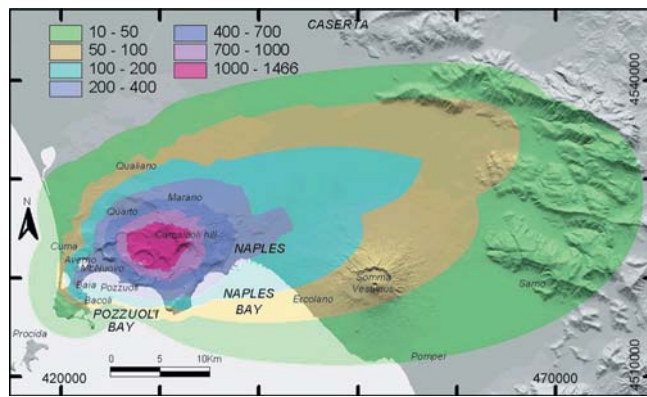 CASERTA
10 - 50
50 - 100
100 - 200
200 - 400
400 - 700
700 - 1000
1000 - 1466
4540000
Qualiano
Marano
Quarto
Camaldoli hill
N
Cuma
Averno
M.Nuovo
NAPLES
Baia
Pozzuoli
Bacoli
POZZUOLI
BAY
NAPLES
BAY
Ercolano
Somma
Vesuvius
Sarno
Procida
Pompei
0 5 10Km
420000
470000
4510000